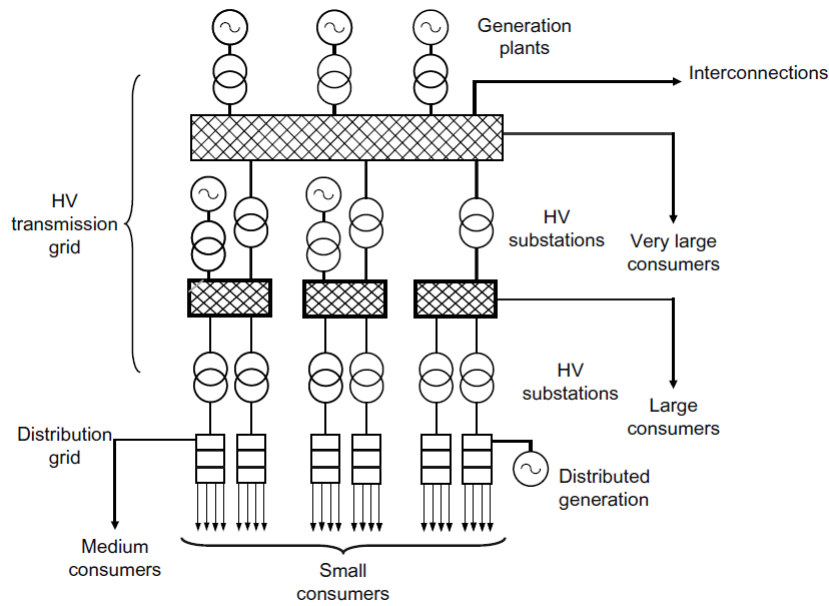 Generation
plants
Interconnections
HV
transmission
grid
HV
substations
Very large
consumers
HV
substations
Large
consumers
Distribution
grid
Distributed
generation
Medium
consumers
Small
consumers